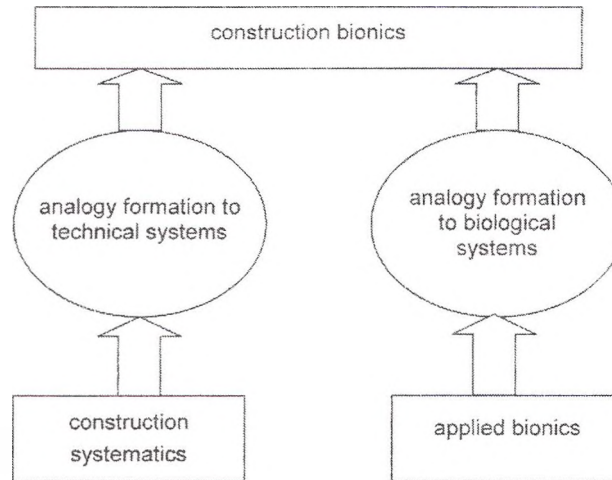 construction bionics
analogy formation to
technical systems
analogy formation
to biological
systems
construction
systematics
applied bionics